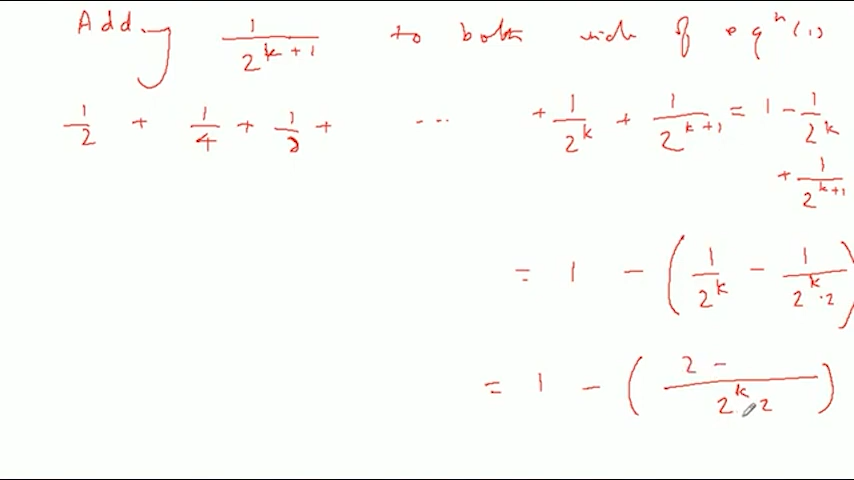 Adding 1/2^(k+1) to both side of eqⁿ(1)
1/2 + 1/4 + 1/8 + ... + 1/2^k + 1/2^(k+1) = 1 - 1/2^k
+ 1/2^(k+1)
= 1 - (1/2^k - 1/(2^k·2))
= 1 - ((2 -)/(2^k·2))